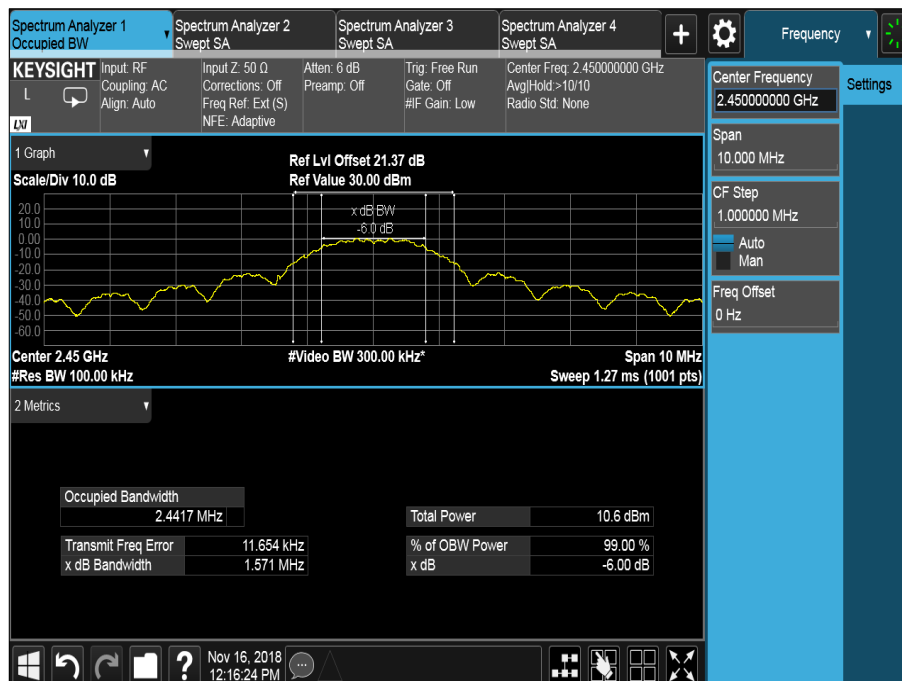 Spectrum Analyzer 1
Occupied BW
Spectrum Analyzer 2
Swept SA
Spectrum Analyzer 3
Swept SA
Spectrum Analyzer 4
Swept SA
+
Frequency
KEYSIGHT
L
LXI
Input: RF
Coupling: AC
Align: Auto
Input Z: 50 Ω
Corrections: Off
Freq Ref: Ext (S)
NFE: Adaptive
Atten: 6 dB
Preamp: Off
Trig: Free Run
Gate: Off
#IF Gain: Low
Center Freq: 2.450000000 GHz
Avg|Hold:>10/10
Radio Std: None
Center Frequency
2.450000000 GHz
Settings
Span
10.000 MHz
CF Step
1.000000 MHz
Auto
Man
Freq Offset
0 Hz
1 Graph
Scale/Div 10.0 dB
Ref Lvl Offset 21.37 dB
Ref Value 30.00 dBm
x dB BW
-6.0 dB
20.0
10.0
0.00
-10.0
-20.0
-30.0
-40.0
-50.0
-60.0
Center 2.45 GHz
#Video BW 300.00 kHz*
Span 10 MHz
#Res BW 100.00 kHz
Sweep 1.27 ms (1001 pts)
2 Metrics
Occupied Bandwidth
2.4417 MHz
Total Power 10.6 dBm
Transmit Freq Error 11.654 kHz
% of OBW Power 99.00 %
x dB Bandwidth 1.571 MHz
x dB -6.00 dB
?
Nov 16, 2018
12:16:24 PM
...